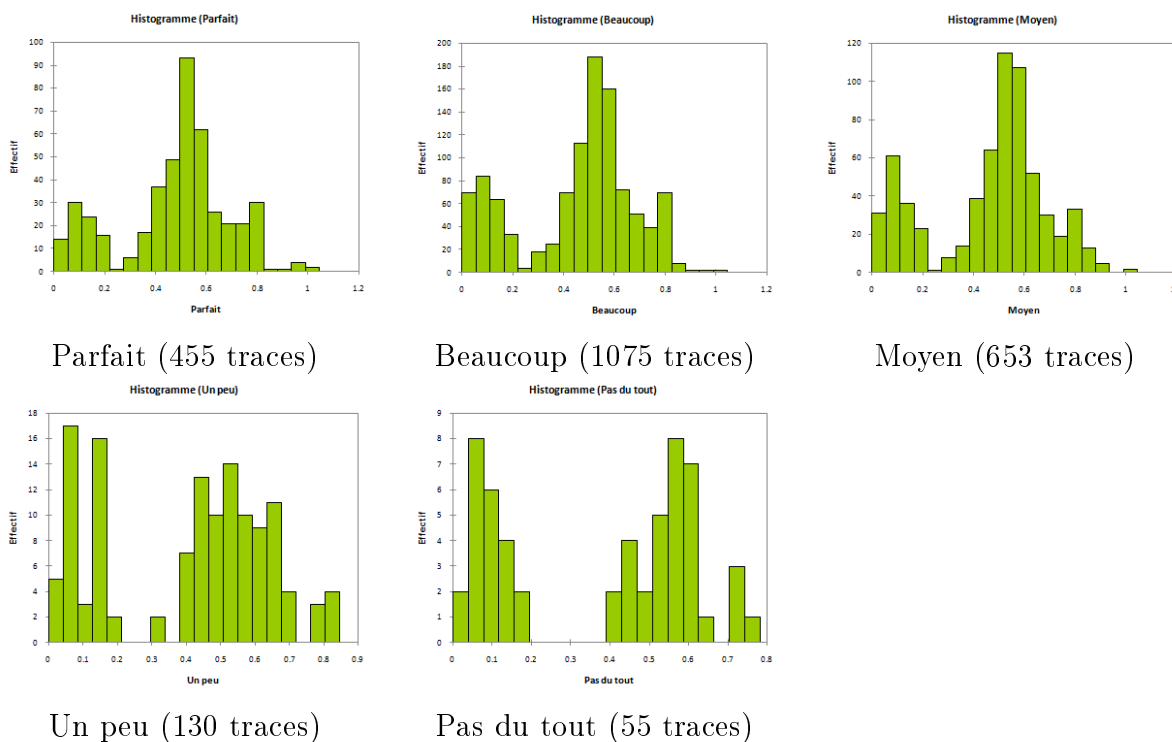 Histogramme (Parfait)
100
90
80
70
60
50
40
30
20
10
0
Effectif
0 0.2 0.4 0.6 0.8 1 1.2
Parfait
Parfait (455 traces)
Histogramme (Beaucoup)
200
180
160
140
120
100
80
60
40
20
0
Effectif
0 0.2 0.4 0.6 0.8 1 1.2
Beaucoup
Beaucoup (1075 traces)
Histogramme (Moyen)
120
100
80
60
40
20
0
Effectif
0 0.2 0.4 0.6 0.8 1
Moyen
Moyen (653 traces)
Histogramme (Un peu)
18
16
14
12
10
8
6
4
2
0
Effectif
0 0.1 0.2 0.3 0.4 0.5 0.6 0.7 0.8 0.9
Un peu
Un peu (130 traces)
Histogramme (Pas du tout)
9
8
7
6
5
4
3
2
1
0
Effectif
0 0.1 0.2 0.3 0.4 0.5 0.6 0.7 0.8
Pas du tout
Pas du tout (55 traces)